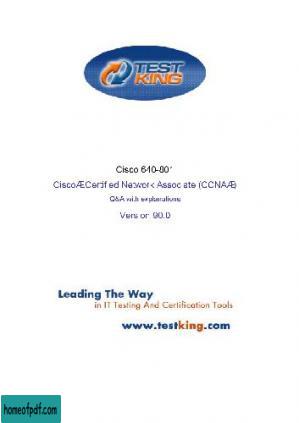 TEST
KING
Cisco 640-801
CiscoÆCertified Network Associate (CCNAÆ)
Q&A with explanations
Version 90.0
Leading The Way
in IT Testing And Certification Tools
www.testking.com
homeofpdf.com